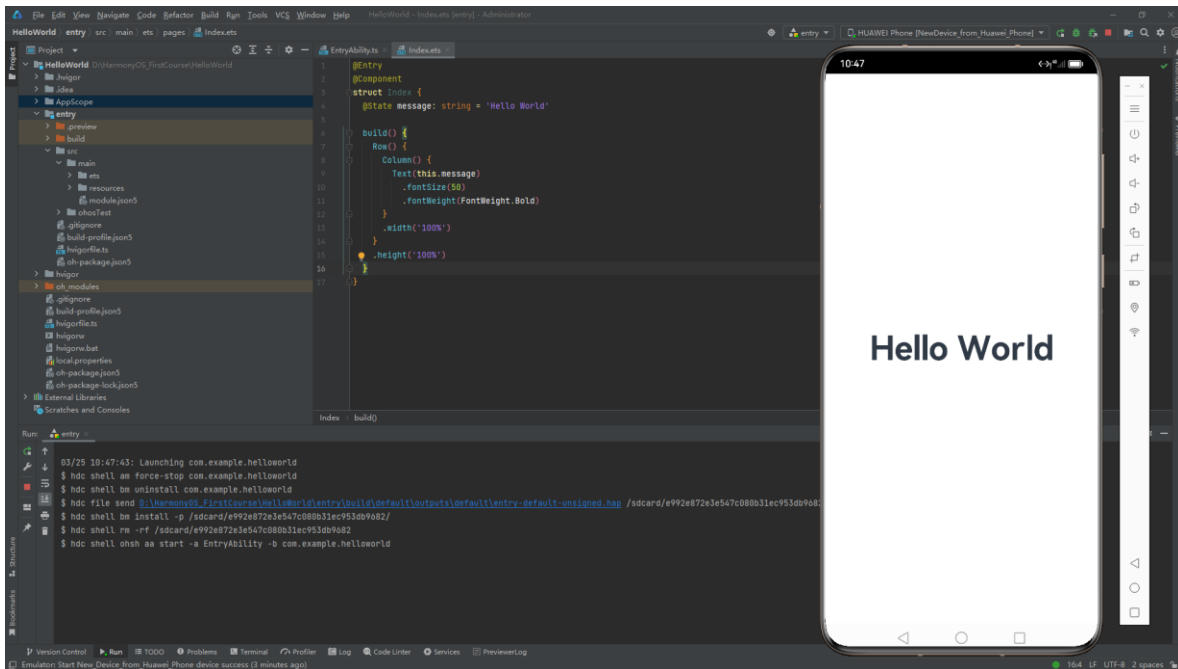 File Edit View Navigate Code Refactor Build Run Tools VCS Window Help HelloWorld - Index.ets [entry] - Administrator
HelloWorld entry src main ets pages Index.ets
entry HUAWEI Phone [NewDevice_from_Huawei_Phone]
Project
Project
EntryAbility.ts Index.ets
HelloWorld D:\HarmonyOS_FirstCourse\HelloWorld
.hvigor
.idea
AppScope
entry
.preview
build
src
main
ets
resources
module.json5
ohosTest
.gitignore
build-profile.json5
hvigorfile.ts
oh-package.json5
hvigor
oh_modules
.gitignore
build-profile.json5
hvigorfile.ts
hvigorw
hvigorw.bat
local.properties
oh-package.json5
oh-package-lock.json5
External Libraries
Scratches and Consoles
1 @Entry
2 @Component
3 struct Index {
4 @State message: string = 'Hello World'
5
6 build() {
7 Row() {
8 Column() {
9 Text(this.message)
10 .fontSize(50)
11 .fontWeight(FontWeight.Bold)
12 }
13 .width('100%')
14 }
15 .height('100%')
16 }
17 }
Index build()
10:47
Hello World
Run: entry
03/25 10:47:43: Launching com.example.helloworld
$ hdc shell am force-stop com.example.helloworld
$ hdc shell bm uninstall com.example.helloworld
$ hdc file send D:\HarmonyOS_FirstCourse\HelloWorld\entry\build\default\outputs\default\entry-default-unsigned.hap /sdcard/e992e872e3e547c080b31ec953db9682
$ hdc shell bm install -p /sdcard/e992e872e3e547c080b31ec953db9682/
$ hdc shell rm -rf /sdcard/e992e872e3e547c080b31ec953db9682
$ hdc shell ohsh aa start -a EntryAbility -b com.example.helloworld
Structure
Bookmarks
Version Control Run TODO Problems Terminal Profiler Log Code Linter Services PreviewerLog
Emulator: Start New_Device_from_Huawei_Phone device success (3 minutes ago)
16:4 LF UTF-8 2 spaces